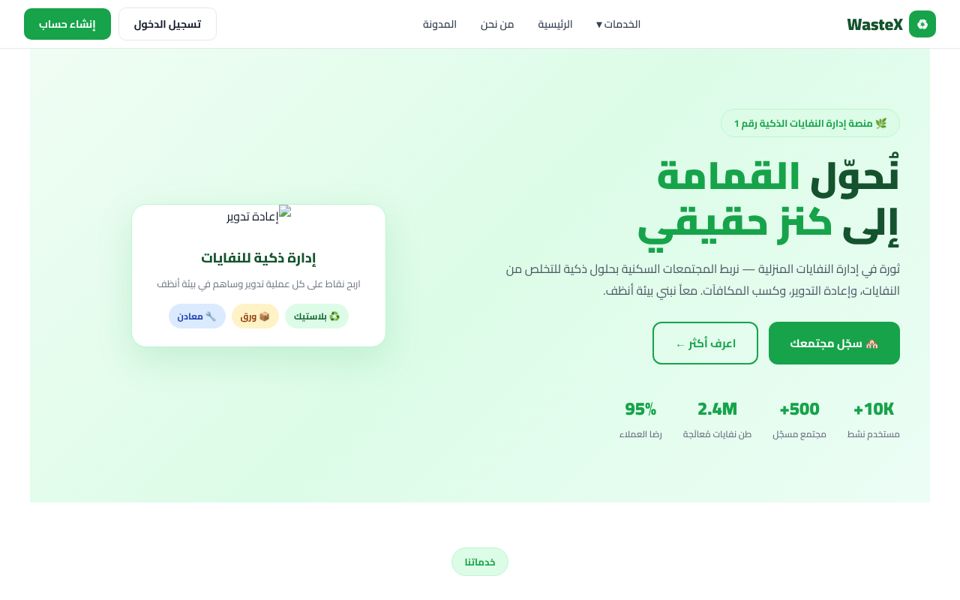 ♻ WasteX
الخدمات ▾
الرئيسية
من نحن
المدونة
تسجيل الدخول
إنشاء حساب
🌿 منصة إدارة النفايات الذكية رقم 1
نُحوّل القمامة
إلى كنز حقيقي
ثورة في إدارة النفايات المنزلية — نربط المجتمعات السكنية بحلول ذكية للتخلص من
النفايات، وإعادة التدوير، وكسب المكافآت. معاً نبني بيئة أنظف.
🏘️ سجّل مجتمعك
اعرف أكثر ←
+10K
مستخدم نشط
+500
مجتمع مسجّل
2.4M
طن نفايات مُعالجة
95%
رضا العملاء
إعادة تدوير
إدارة ذكية للنفايات
اربح نقاط على كل عملية تدوير وساهم في بيئة أنظف
♻️ بلاستيك
📦 ورق
🔧 معادن
خدماتنا